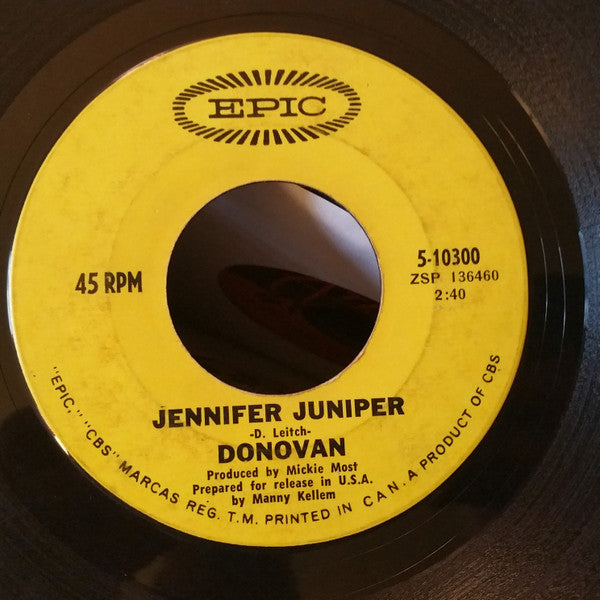 EPIC
45 RPM
5-10300
ZSP 136460
2:40
JENNIFER JUNIPER
-D. Leitch-
DONOVAN
Produced by Mickie Most
Prepared for release in U.S.A.
by Manny Kellem
"EPIC," "CBS" MARCAS REG. T.M. PRINTED IN CAN. A PRODUCT OF CBS